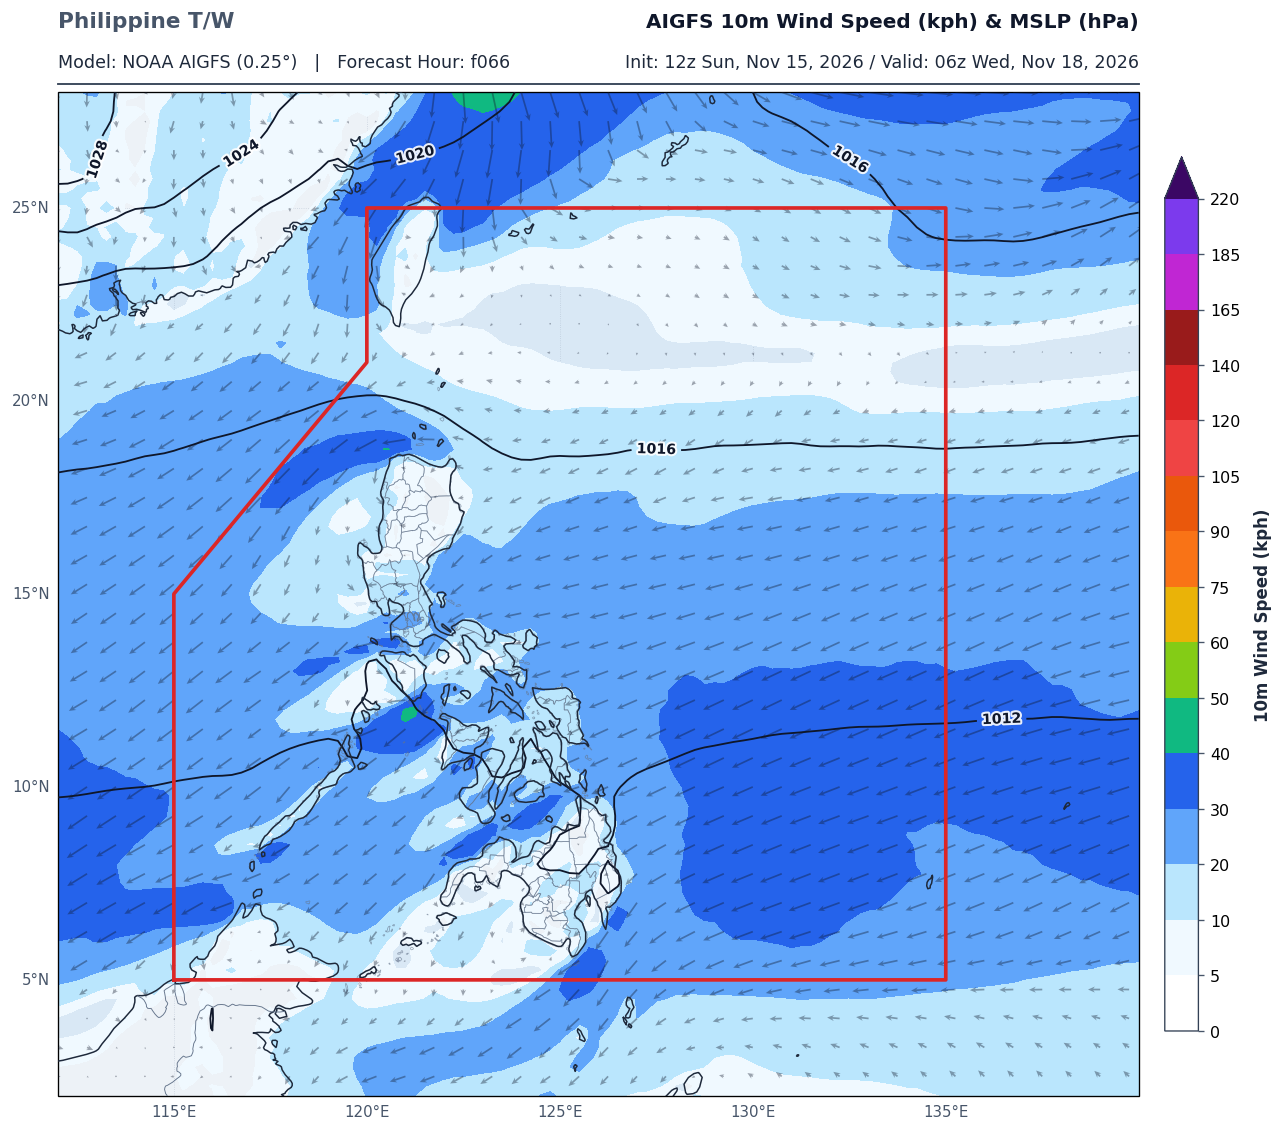 Philippine T/W
AIGFS 10m Wind Speed (kph) & MSLP (hPa)
Model: NOAA AIGFS (0.25°)   |   Forecast Hour: f066
Init: 12z Sun, Nov 15, 2026 / Valid: 06z Wed, Nov 18, 2026
1028
1024
1020
1016
1016
1012
25°N
20°N
15°N
10°N
5°N
115°E
120°E
125°E
130°E
135°E
220
185
165
140
120
105
90
75
60
50
40
30
20
10
5
0
10m Wind Speed (kph)